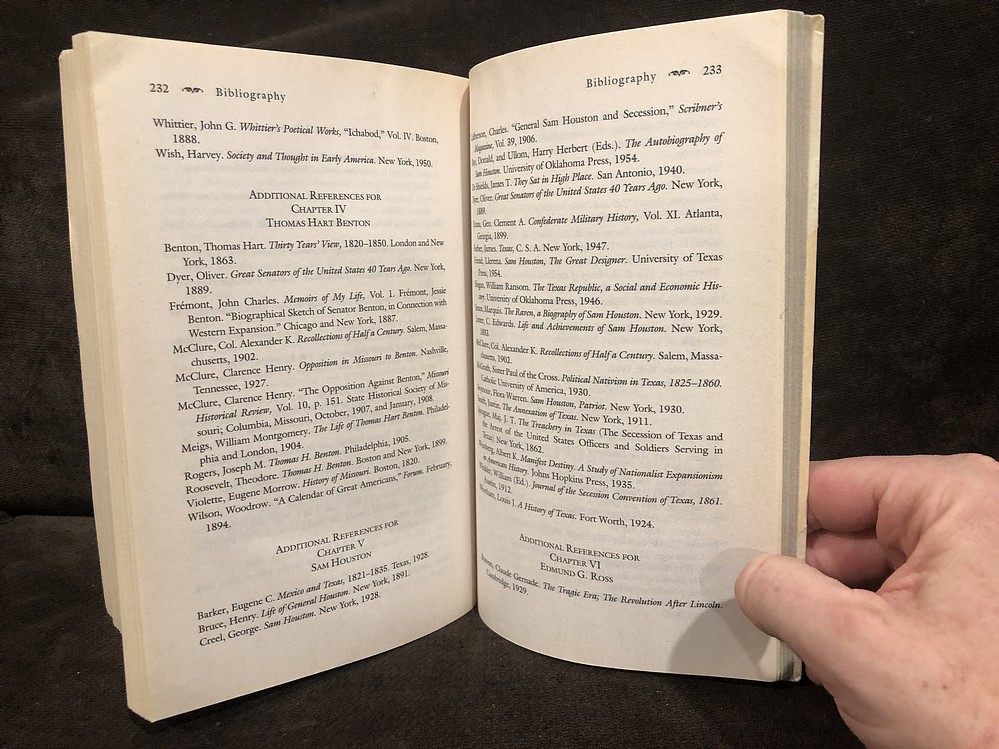 232 Bibliography
Whittier, John G. Whittier's Poetical Works, "Ichabod," Vol. IV. Boston,
1888.
Wish, Harvey. Society and Thought in Early America. New York, 1950.
ADDITIONAL REFERENCES FOR
CHAPTER IV
THOMAS HART BENTON
Benton, Thomas Hart. Thirty Years' View, 1820–1850. London and New
York, 1863.
Dyer, Oliver. Great Senators of the United States 40 Years Ago. New York,
1889.
Frémont, John Charles. Memoirs of My Life, Vol. 1. Frémont, Jessie
Benton. "Biographical Sketch of Senator Benton, in Connection with
Western Expansion." Chicago and New York, 1887.
McClure, Col. Alexander K. Recollections of Half a Century. Salem, Massa-
chusetts, 1902.
McClure, Clarence Henry. Opposition in Missouri to Benton. Nashville,
Tennessee, 1927.
McClure, Clarence Henry. "The Opposition Against Benton," Missouri
Historical Review, Vol. 10, p. 151. State Historical Society of Mis-
souri; Columbia, Missouri, October, 1907, and January, 1908.
Meigs, William Montgomery. The Life of Thomas Hart Benton. Philadel-
phia and London, 1904.
Rogers, Joseph M. Thomas H. Benton. Philadelphia, 1905.
Roosevelt, Theodore. Thomas H. Benton. Boston and New York, 1899.
Violette, Eugene Morrow. History of Missouri. Boston, 1820.
Wilson, Woodrow. "A Calendar of Great Americans," Forum. February,
1894.
ADDITIONAL REFERENCES FOR
CHAPTER V
SAM HOUSTON
Barker, Eugene C. Mexico and Texas, 1821–1835. Texas, 1928.
Bruce, Henry. Life of General Houston. New York, 1891.
Creel, George. Sam Houston. New York, 1928.
Bibliography 233
Charles. "General Sam Houston and Secession," Scribner's
Magazine, Vol. 39, 1906.
Donald, and Ullom, Harry Herbert (Eds.). The Autobiography of
Sam Houston. University of Oklahoma Press, 1954.
Shields, James T. They Sat in High Place. San Antonio, 1940.
Dyer, Oliver. Great Senators of the United States 40 Years Ago. New York,
1889.
Gen. Clement A. Confederate Military History, Vol. XI. Atlanta,
Georgia, 1899.
James. Texas, C. S. A. New York, 1947.
Llerena. Sam Houston, The Great Designer. University of Texas
Press, 1954.
William Ransom. The Texas Republic, a Social and Economic His-
tory. University of Oklahoma Press, 1946.
Marquis. The Raven, a Biography of Sam Houston. New York, 1929.
C. Edwards. Life and Achievements of Sam Houston. New York,
1883.
McClure, Col. Alexander K. Recollections of Half a Century. Salem, Massa-
chusetts, 1902.
McGrath, Sister Paul of the Cross. Political Nativism in Texas, 1825–1860.
Catholic University of America, 1930.
Flora Warren. Sam Houston, Patriot. New York, 1930.
Smith, Justin. The Annexation of Texas. New York, 1911.
Maj. J. T. The Treachery in Texas (The Secession of Texas and
the Arrest of the United States Officers and Soldiers Serving in
Texas). New York, 1862.
Albert K. Manifest Destiny. A Study of Nationalist Expansionism
in American History. Johns Hopkins Press, 1935.
William (Ed.). Journal of the Secession Convention of Texas, 1861.
Austin, 1912.
Louis J. A History of Texas. Fort Worth, 1924.
ADDITIONAL REFERENCES FOR
CHAPTER VI
EDMUND G. ROSS
Claude Gernade. The Tragic Era; The Revolution After Lincoln.
Cambridge, 1929.